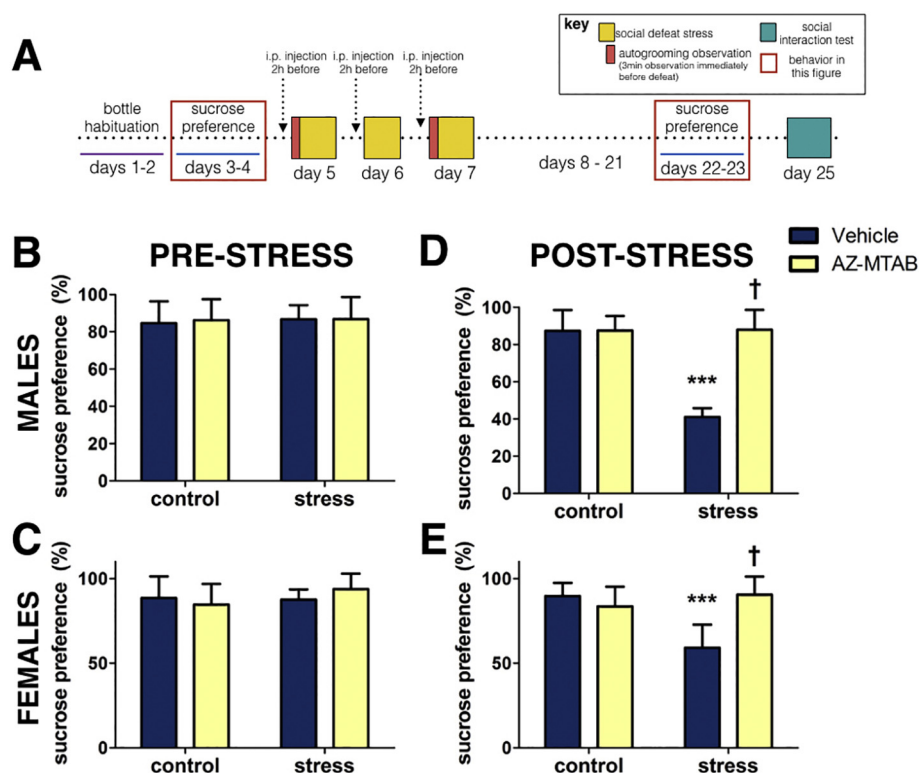 key
social defeat stress
autogrooming observation
(3min observation immediately
before defeat)
social
interaction test
behavior in
this figure
A
i.p. injection
2h before
i.p. injection
2h before
i.p. injection
2h before
bottle
habituation
sucrose
preference
sucrose
preference
days 1-2
days 3-4
day 5
day 6
day 7
days 8 - 21
days 22-23
day 25
Vehicle
AZ-MTAB
B
PRE-STRESS
D
POST-STRESS
MALES
sucrose preference (%)
100
80
60
40
20
0
control
stress
sucrose preference (%)
100
80
60
40
20
0
***
†
control
stress
C
E
FEMALES
sucrose preference (%)
100
50
0
control
stress
sucrose preference (%)
100
50
0
***
†
control
stress